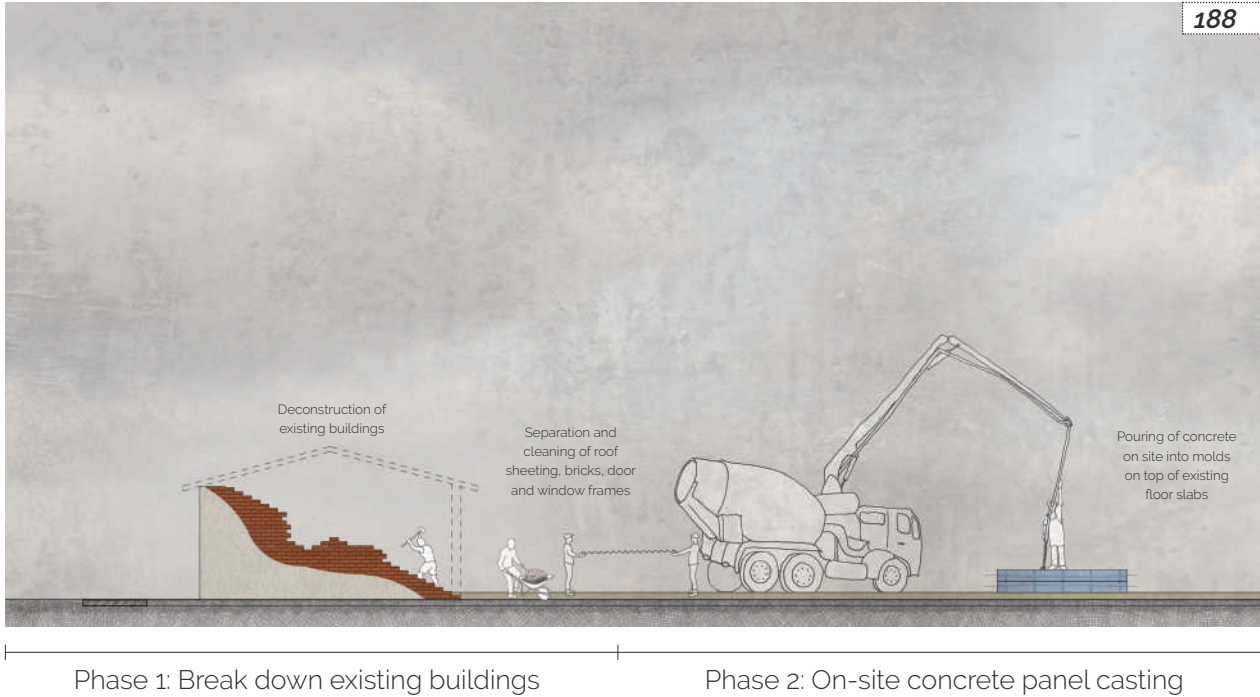 188
Deconstruction of
existing buildings
Separation and
cleaning of roof
sheeting, bricks, door
and window frames
Pouring of concrete
on site into molds
on top of existing
floor slabs
Phase 1: Break down existing buildings
Phase 2: On-site concrete panel casting